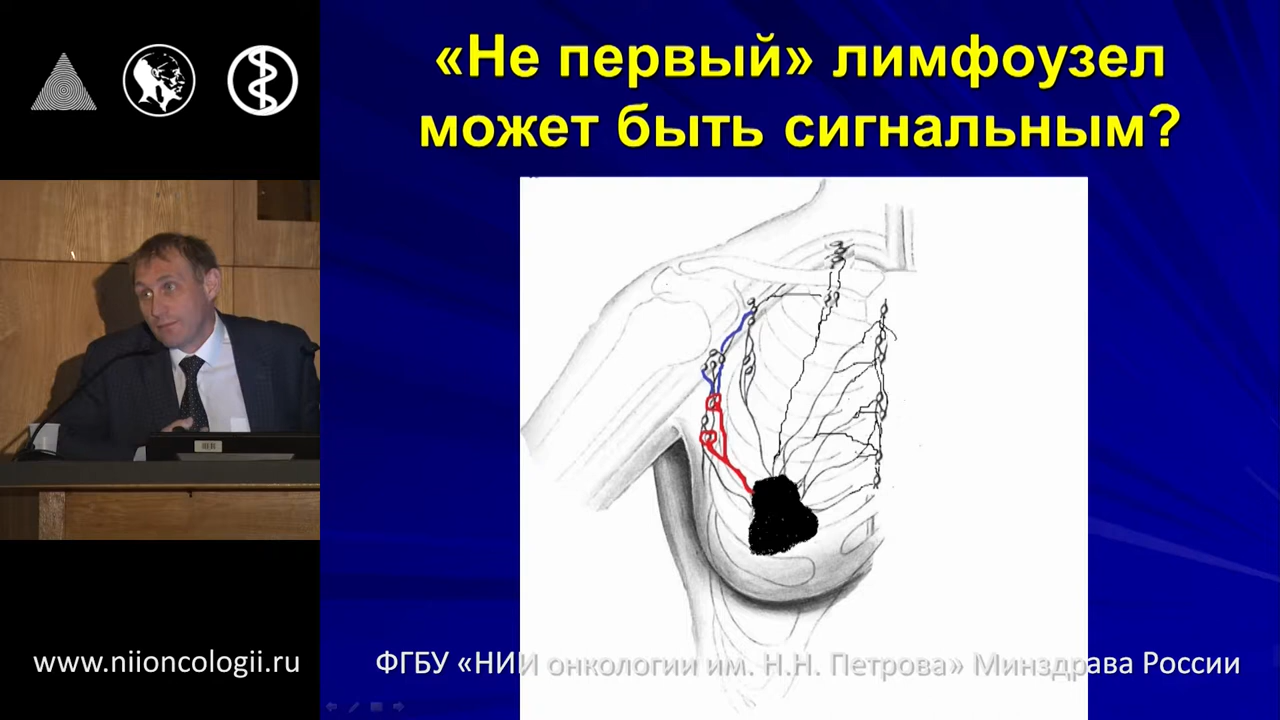 «Не первый» лимфоузел
может быть сигнальным?
www.niioncologii.ru
ФГБУ «НИИ онкологии им. Н.Н. Петрова» Минздрава России